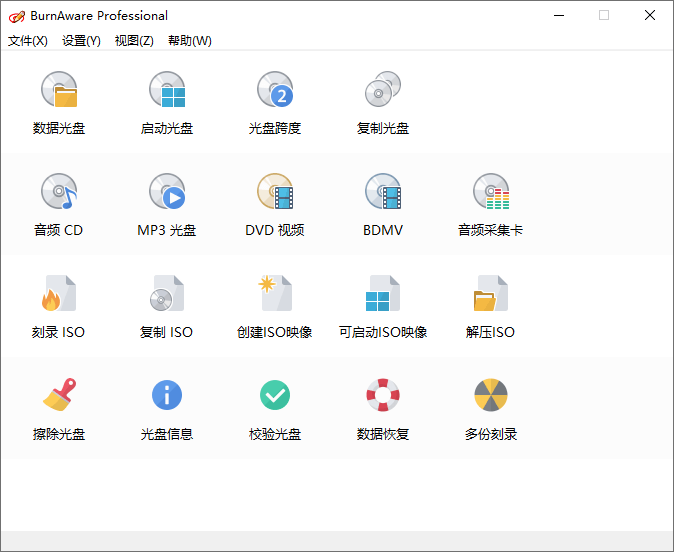 BurnAware Professional
文件(X) 设置(Y) 视图(Z) 帮助(W)
2
数据光盘 启动光盘 光盘跨度 复制光盘
音频 CD MP3 光盘 DVD 视频 BDMV 音频采集卡
刻录 ISO 复制 ISO 创建ISO映像 可启动ISO映像 解压ISO
擦除光盘 光盘信息 校验光盘 数据恢复 多份刻录